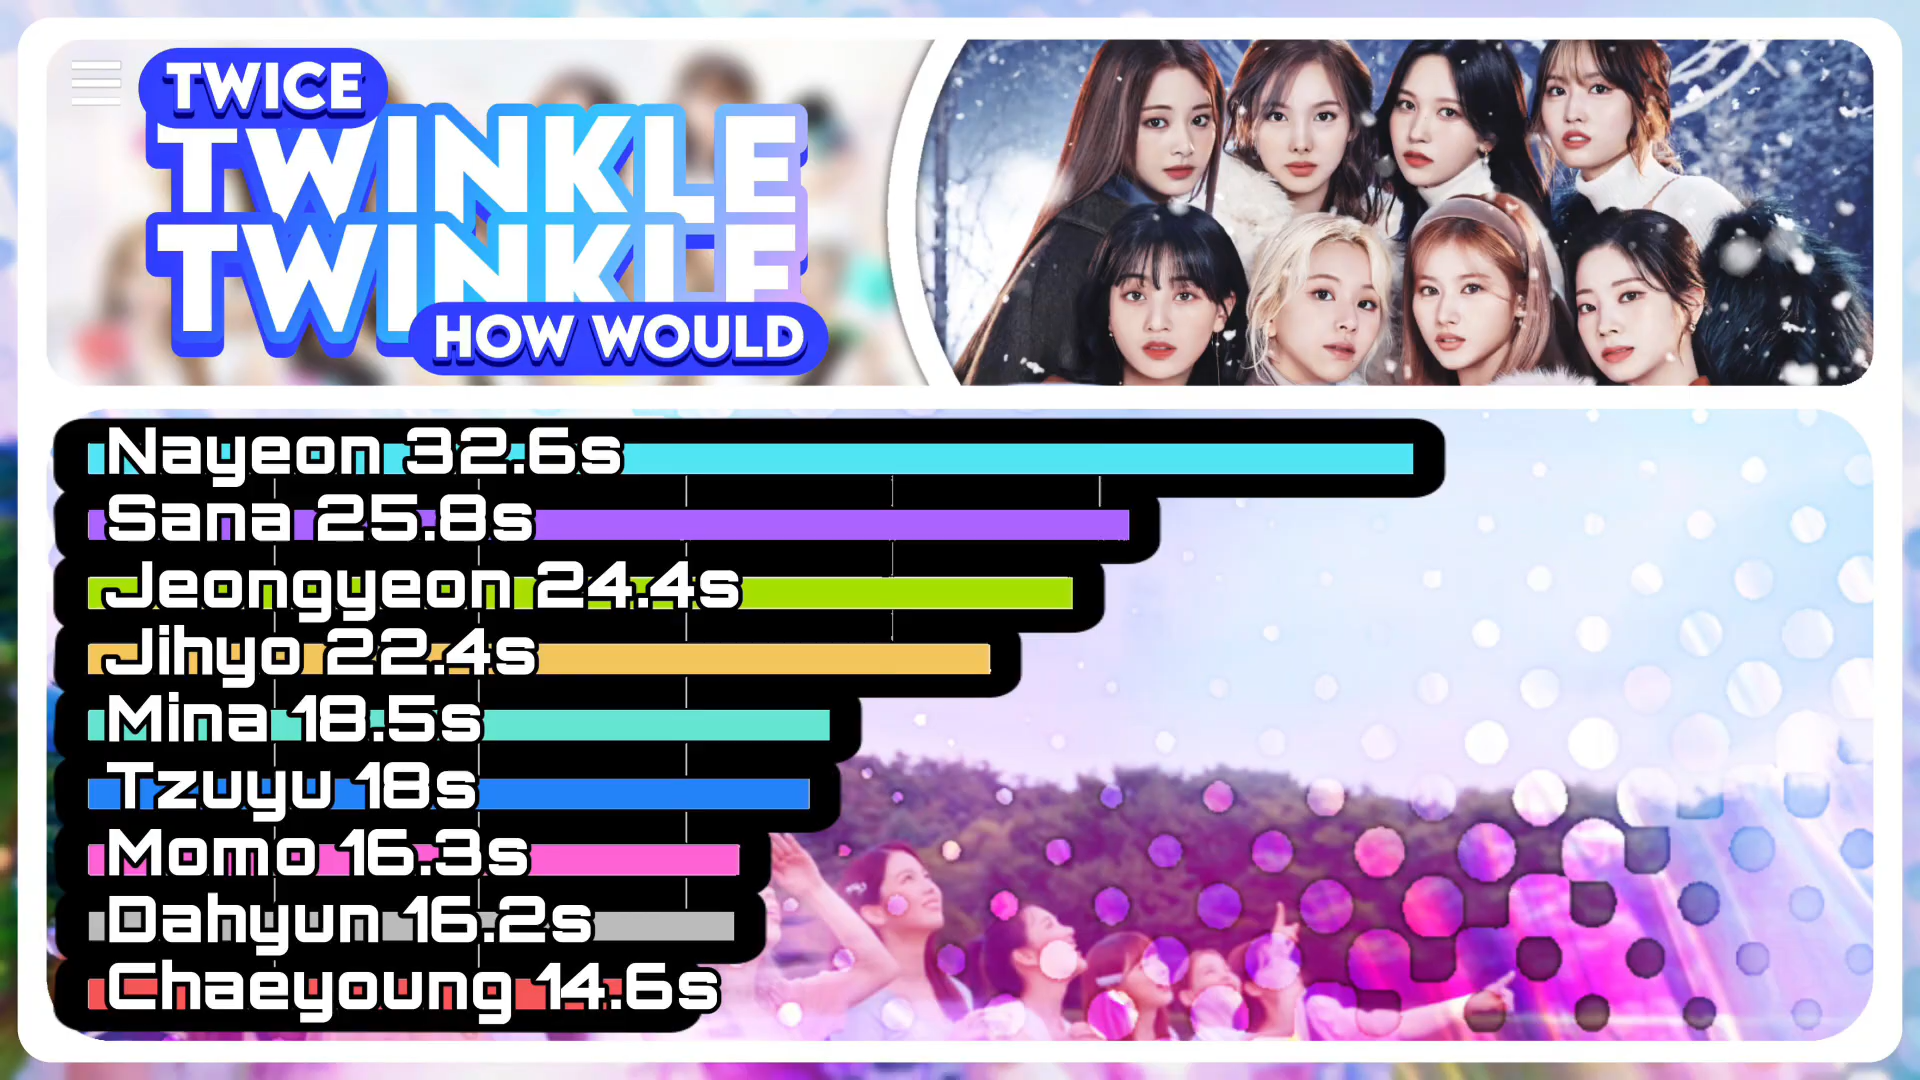 TWICE
TWINKLE
TWINKLE
HOW WOULD
Nayeon 32.6s
Sana 25.8s
Jeongyeon 24.4s
Jihyo 22.4s
Mina 18.5s
Tzuyu 18s
Momo 16.3s
Dahyun 16.2s
Chaeyoung 14.6s